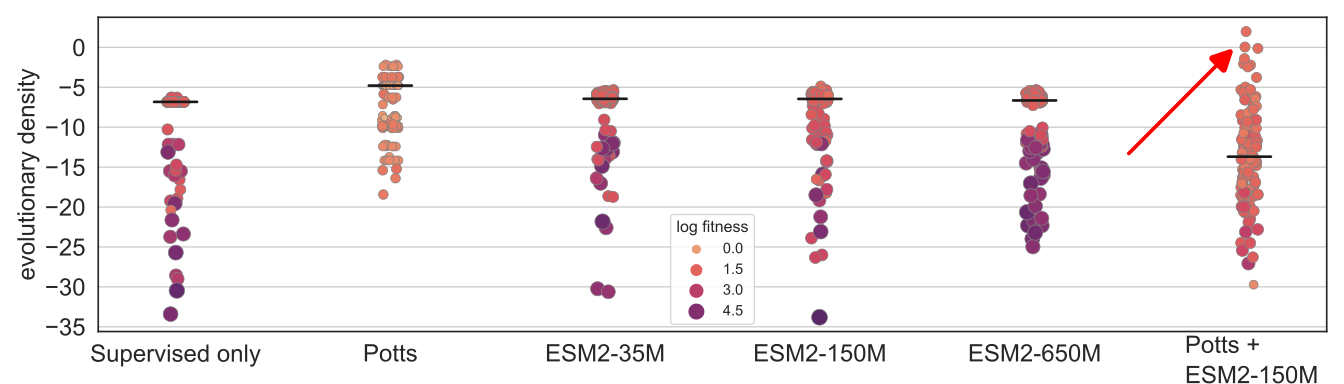 evolutionary density
0
−5
−10
−15
−20
−25
−30
−35
log fitness
0.0
1.5
3.0
4.5
Supervised only
Potts
ESM2-35M
ESM2-150M
ESM2-650M
Potts +
ESM2-150M